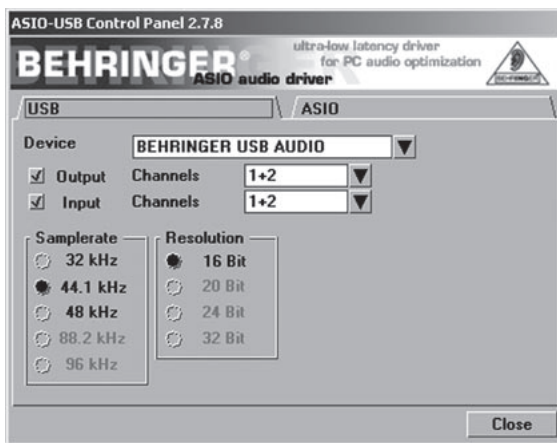 ASIO-USB Control Panel 2.7.8
BEHRINGER®
ultra-low latency driver
for PC audio optimization
ASIO audio driver
BEHRINGER
USB
ASIO
Device BEHRINGER USB AUDIO
Output Channels 1+2
Input Channels 1+2
Samplerate
32 kHz
44.1 kHz
48 kHz
88.2 kHz
96 kHz
Resolution
16 Bit
20 Bit
24 Bit
32 Bit
Close